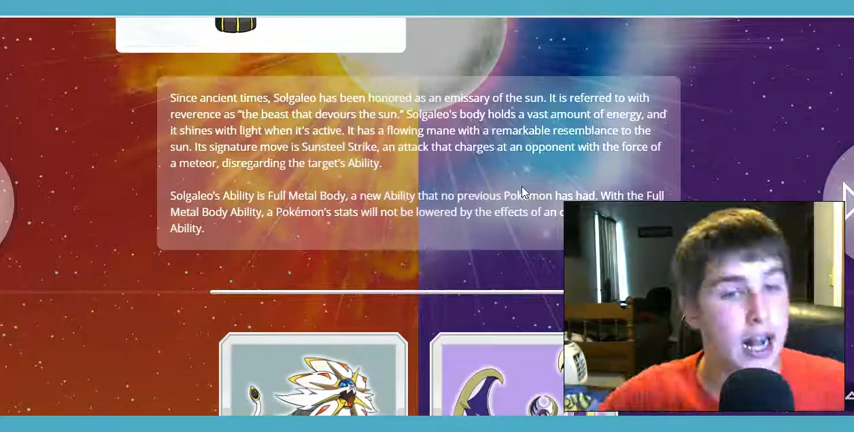 Since ancient times, Solgaleo has been honored as an emissary of the sun. It is referred to with
reverence as "the beast that devours the sun." Solgaleo's body holds a vast amount of energy, and
it shines with light when it's active. It has a flowing mane with a remarkable resemblance to the
sun. Its signature move is Sunsteel Strike, an attack that charges at an opponent with the force of
a meteor, disregarding the target's Ability.
Solgaleo's Ability is Full Metal Body, a new Ability that no previous Pokémon has had. With the Full
Metal Body Ability, a Pokémon's stats will not be lowered by the effects of an
Ability.